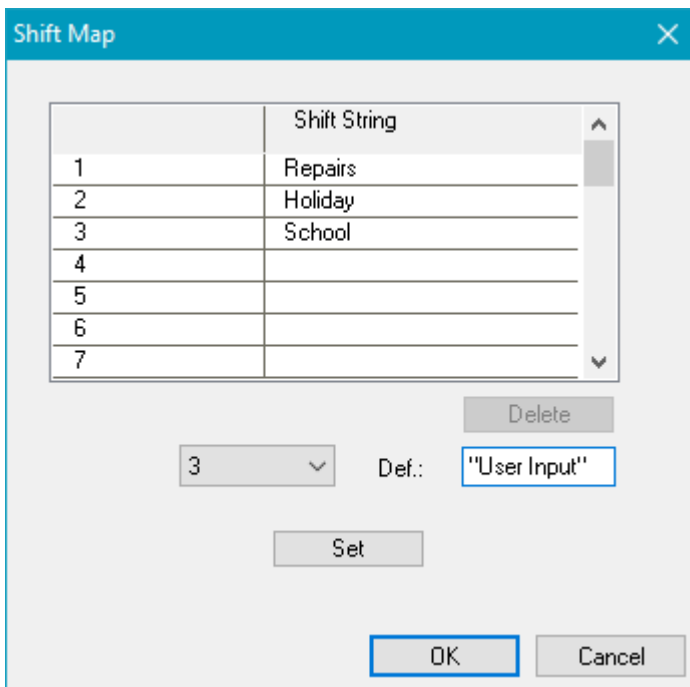 Shift Map
Shift String
1 Repairs
2 Holiday
3 School
4
5
6
7
Delete
3 Def.: "User Input"
Set
OK Cancel